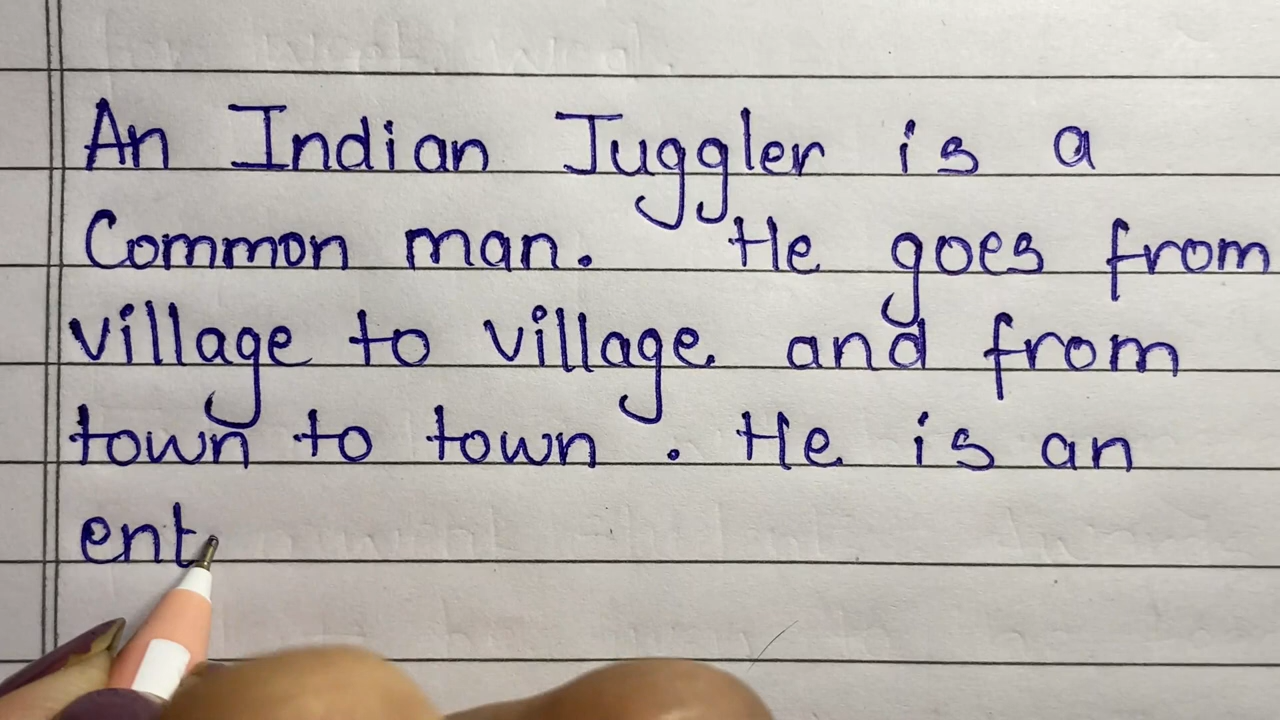 An Indian Juggler is a
Common man. He goes from
village to village and from
town to town . He is an
ent